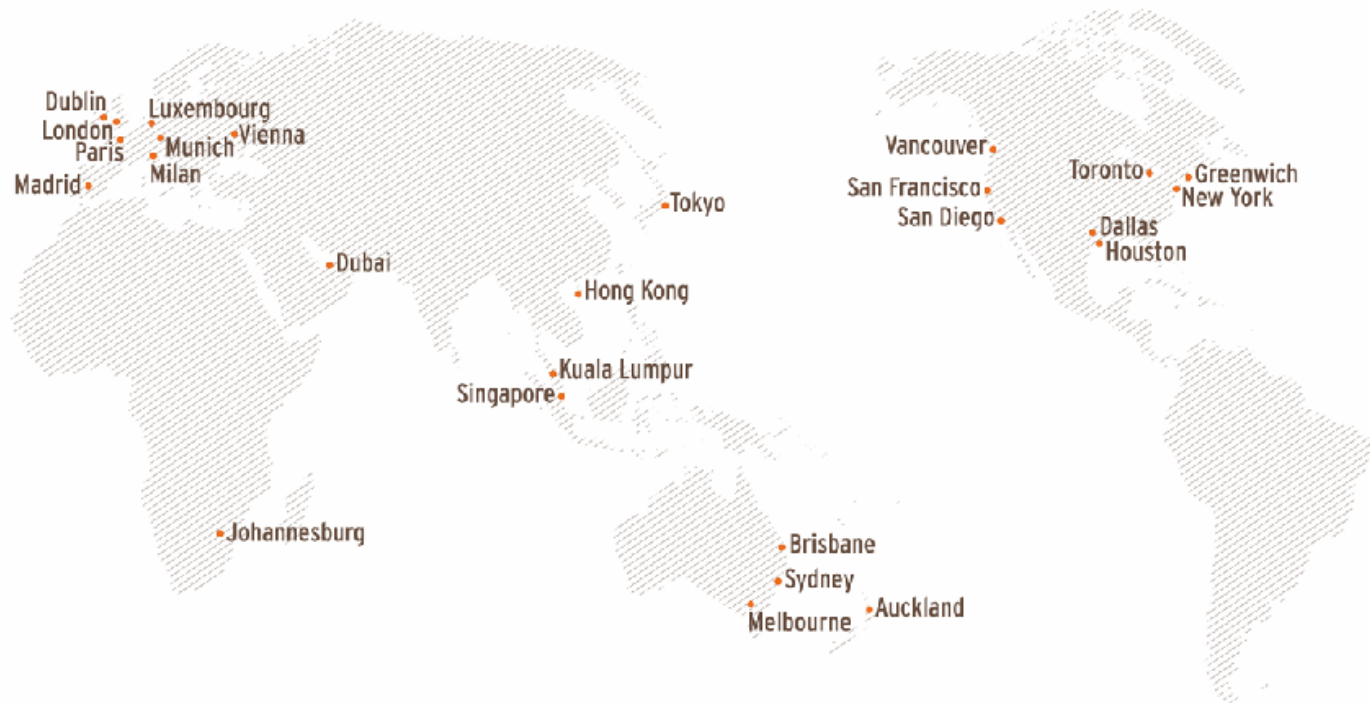 Dublin
Luxembourg
London
Vienna
Paris
Munich
Milan
Madrid
Vancouver
Toronto
Greenwich
San Francisco
New York
Tokyo
San Diego
Dallas
Houston
Dubai
Hong Kong
Kuala Lumpur
Singapore
Johannesburg
Brisbane
Sydney
Auckland
Melbourne